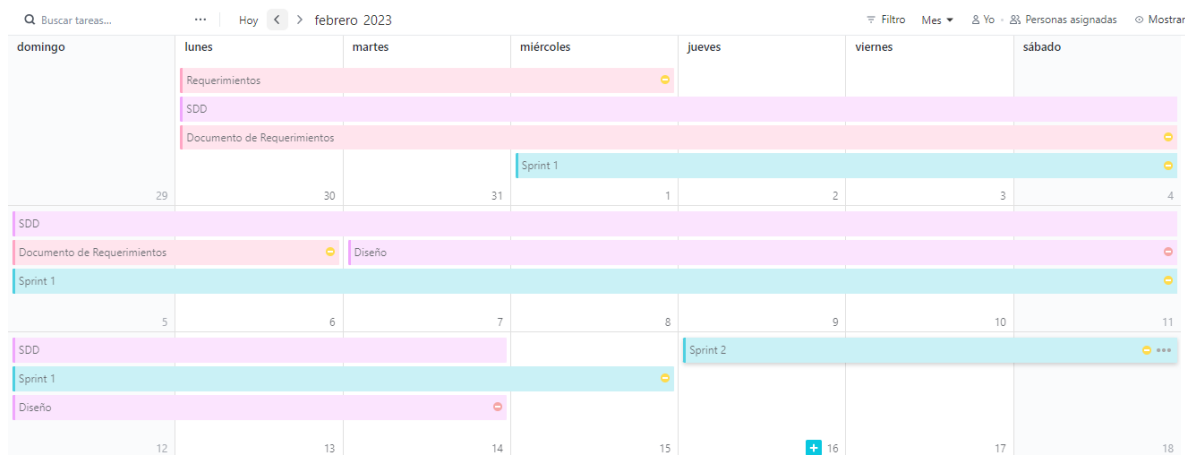 Buscar tareas... ... Hoy < > febrero 2023 Filtro Mes Yo · Personas asignadas Mostrar
domingo lunes martes miércoles jueves viernes sábado
Requerimientos
SDD
Documento de Requerimientos
Sprint 1
29 30 31 1 2 3 4
SDD
Documento de Requerimientos Diseño
Sprint 1
5 6 7 8 9 10 11
SDD Sprint 2
Sprint 1
Diseño
12 13 14 15 + 16 17 18